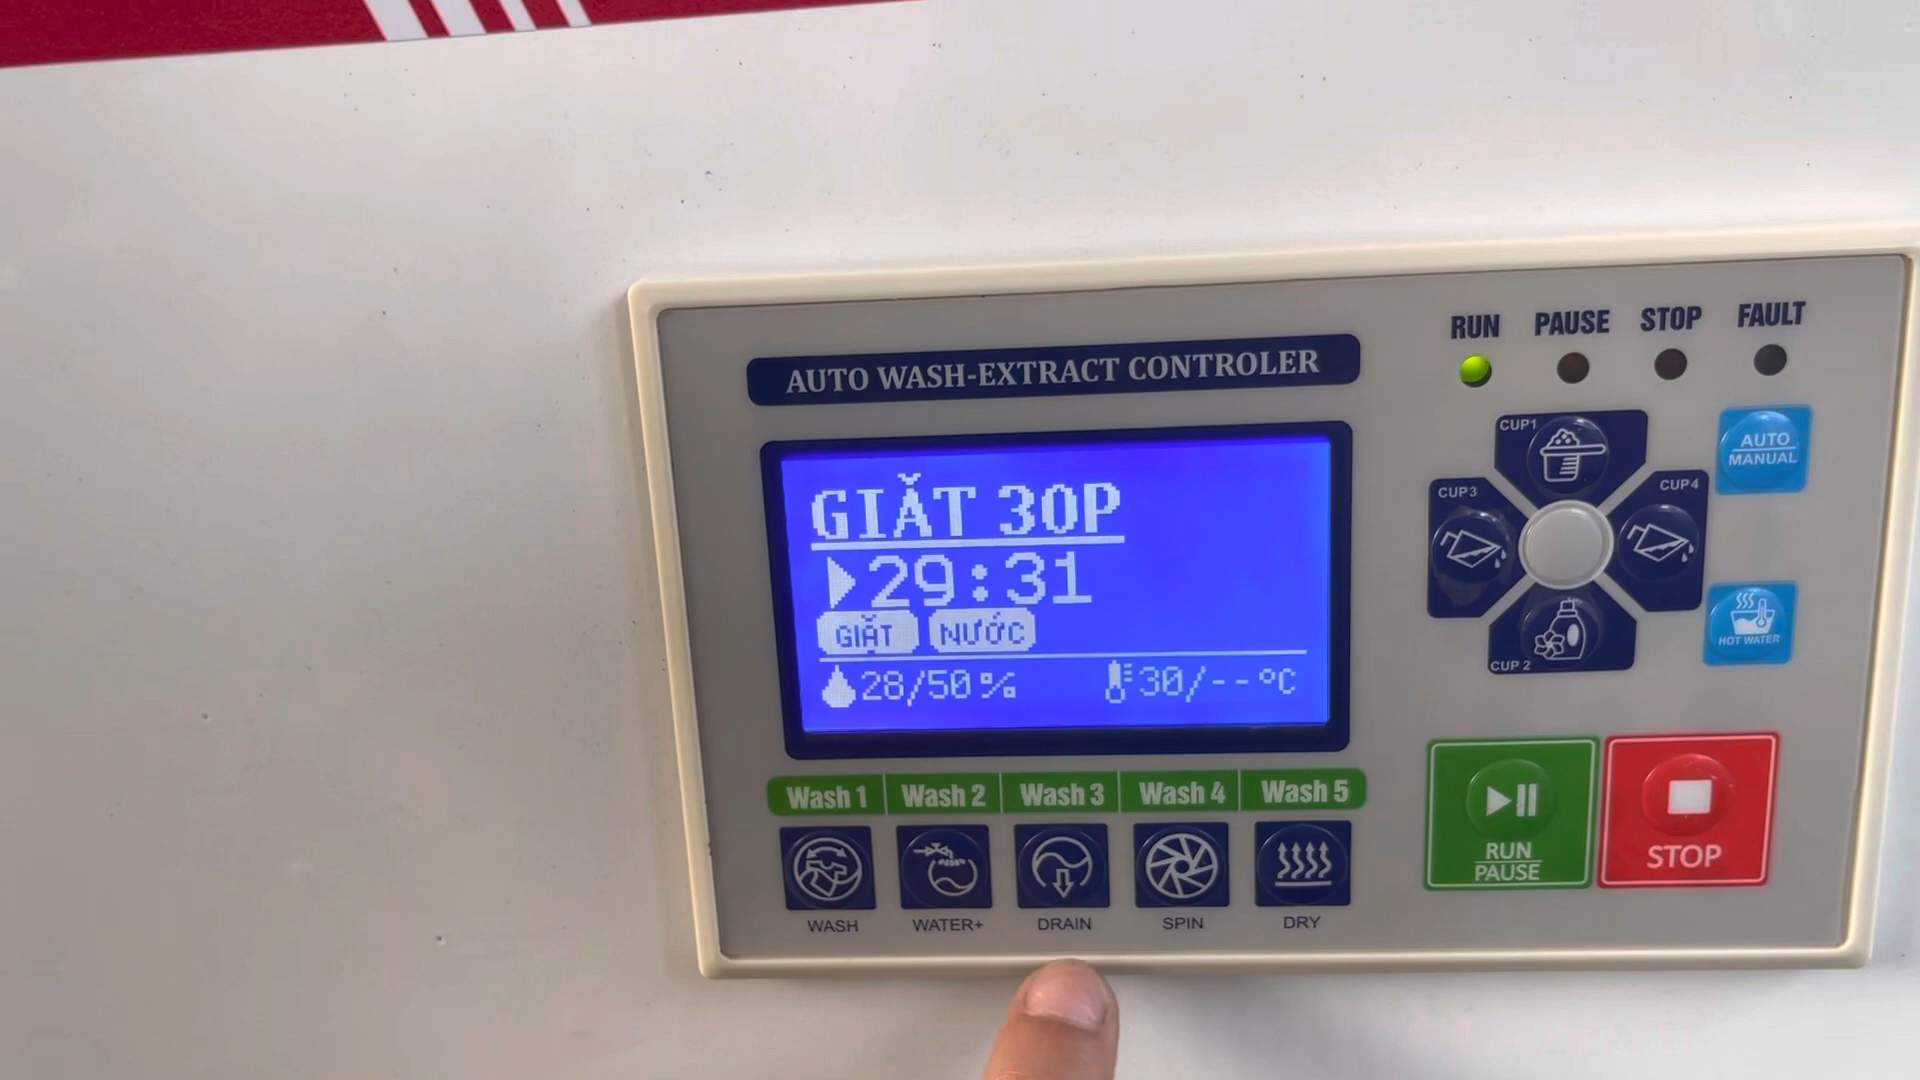 RUN PAUSE STOP FAULT
AUTO WASH-EXTRACT CONTROLER
GIẶT 30P
29:31
GIẶT NƯỚC
28/50% 30/--°C
CUP1
CUP3
CUP4
CUP 2
AUTO
MANUAL
HOT WATER
Wash 1 Wash 2 Wash 3 Wash 4 Wash 5
WASH WATER+ DRAIN SPIN DRY
RUN
PAUSE
STOP